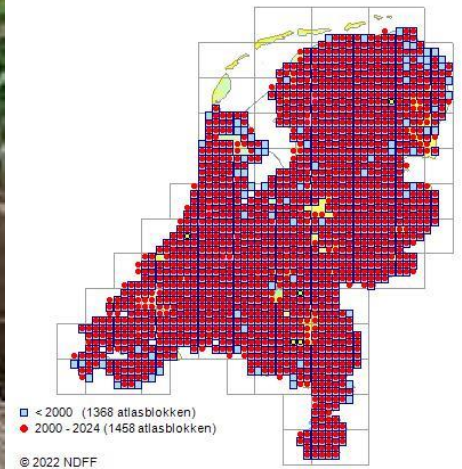 < 2000 (1368 atlasblokken)
2000 - 2024 (1458 atlasblokken)
© 2022 NDFF